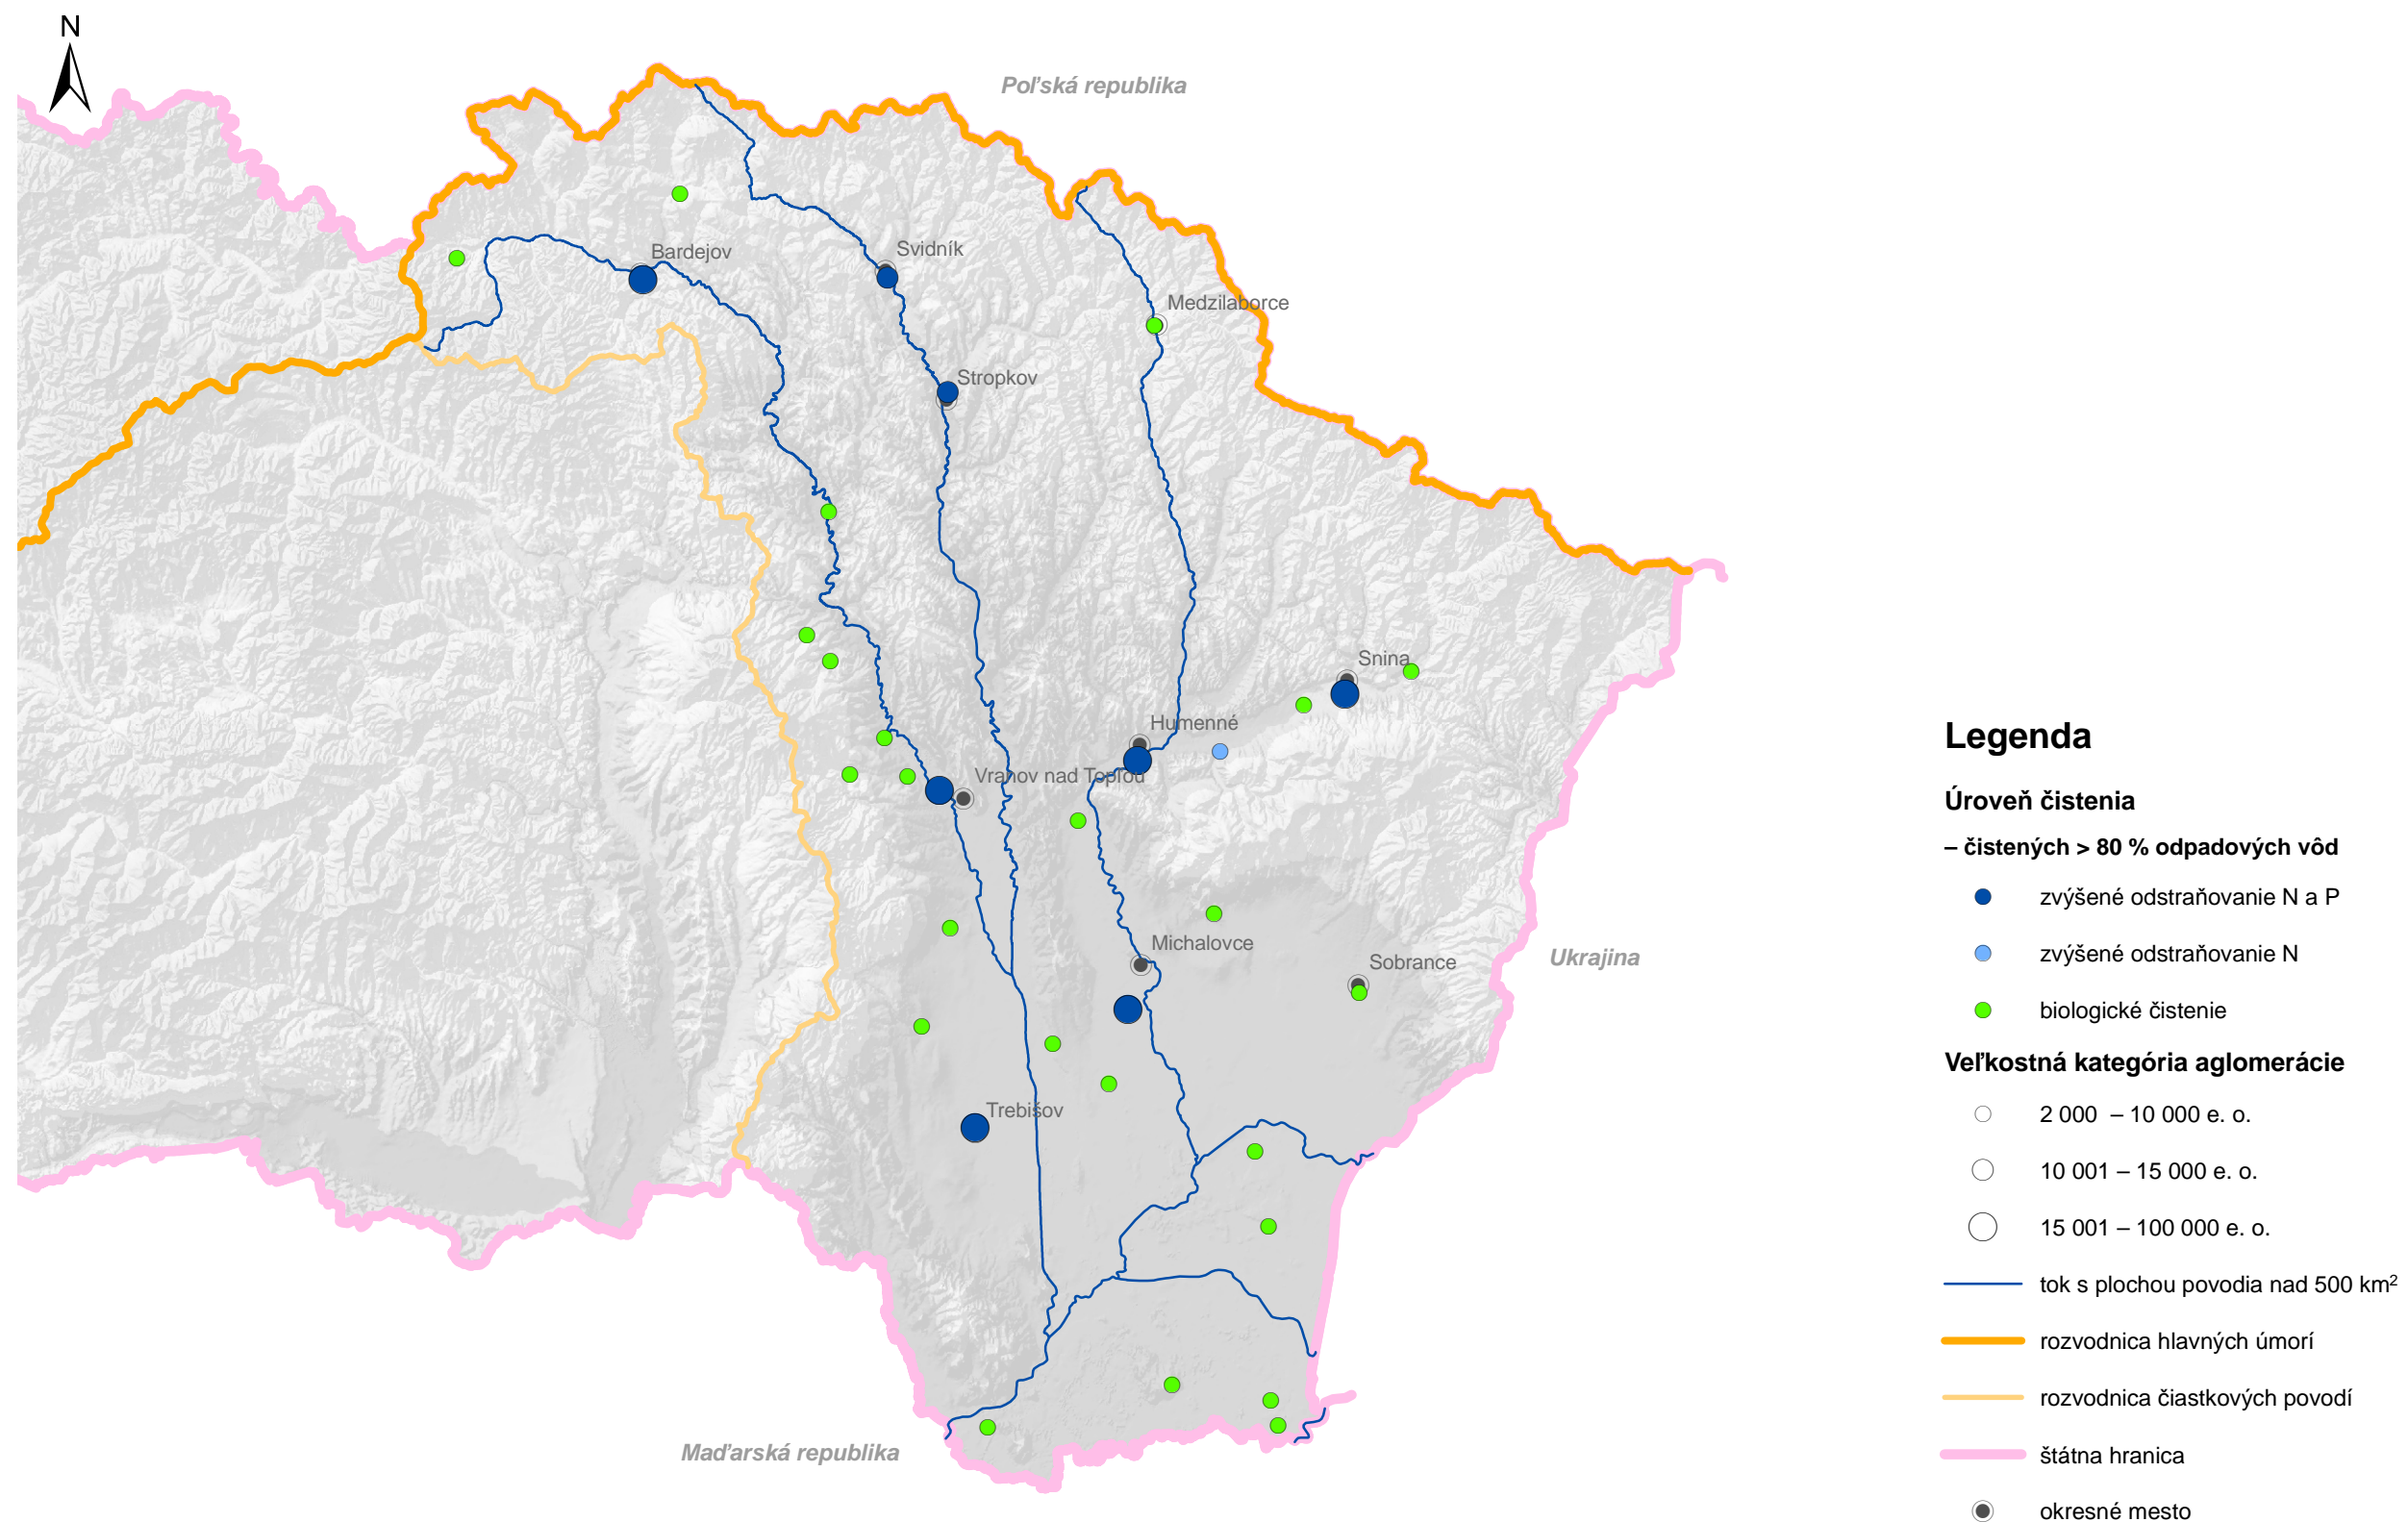 N
Poľská republika
Bardejov
Svidník
Medzilaborce
Stropkov
Snina
Humenné
Vranov nad Topľou
Michalovce
Sobrance
Ukrajina
Trebišov
Maďarská republika
Legenda
Úroveň čistenia
– čistených > 80 % odpadových vôd
zvýšené odstraňovanie N a P
zvýšené odstraňovanie N
biologické čistenie
Veľkostná kategória aglomerácie
2 000 – 10 000 e. o.
10 001 – 15 000 e. o.
15 001 – 100 000 e. o.
tok s plochou povodia nad 500 km²
rozvodnica hlavných úmorí
rozvodnica čiastkových povodí
štátna hranica
okresné mesto